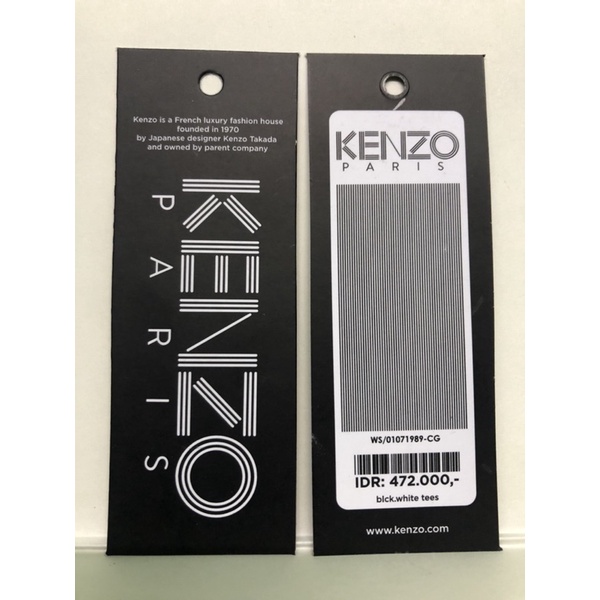 Kenzo is a French luxury fashion house
founded in 1970
by Japanese designer Kenzo Takada
and owned by parent company
KENZO
PARIS
KENZO
PARIS
WS/01071989-CG
IDR: 472.000,-
blck.white tees
www.kenzo.com